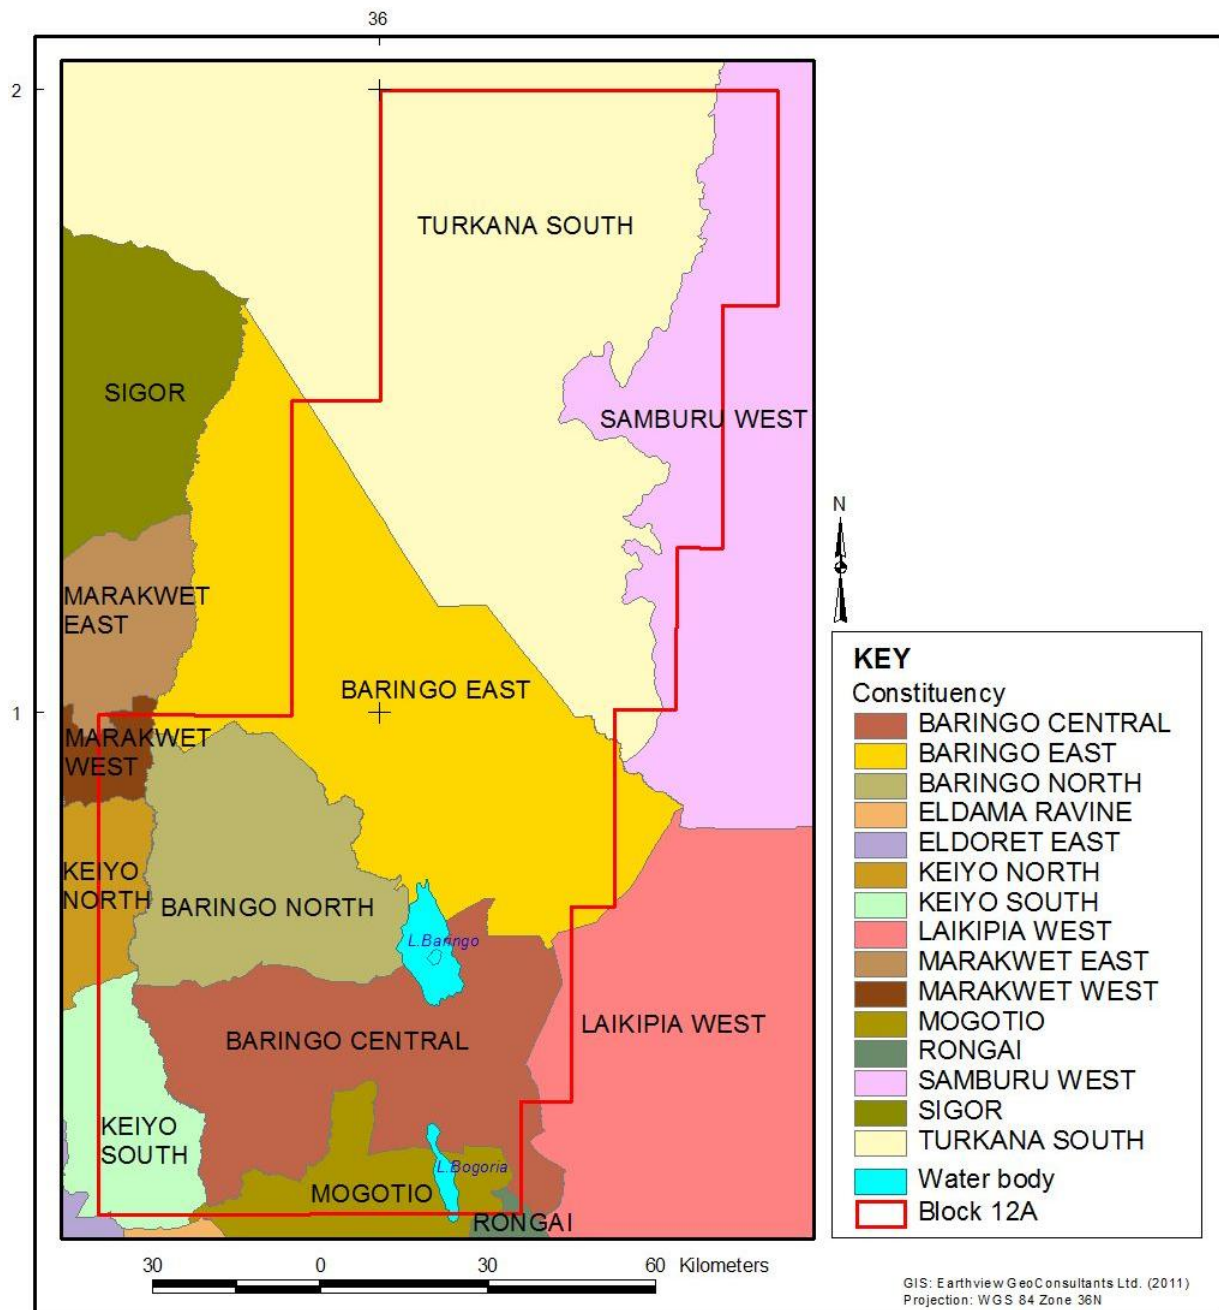 36
2
TURKANA SOUTH
SIGOR
SAMBURU WEST
N
MARAKWET
EAST
BARINGO EAST
1
MARAKWET
WEST
KEIYO
NORTH
BARINGO NORTH
L.Baringo
BARINGO CENTRAL
LAIKIPIA WEST
KEIYO
SOUTH
L.Bogoria
MOGOTIO
RONGAI
KEY
Constituency
BARINGO CENTRAL
BARINGO EAST
BARINGO NORTH
ELDAMA RAVINE
ELDORET EAST
KEIYO NORTH
KEIYO SOUTH
LAIKIPIA WEST
MARAKWET EAST
MARAKWET WEST
MOGOTIO
RONGAI
SAMBURU WEST
SIGOR
TURKANA SOUTH
Water body
Block 12A
30 0 30 60 Kilometers
GIS: Earthview GeoConsultants Ltd. (2011)
Projection: WGS 84 Zone 36N